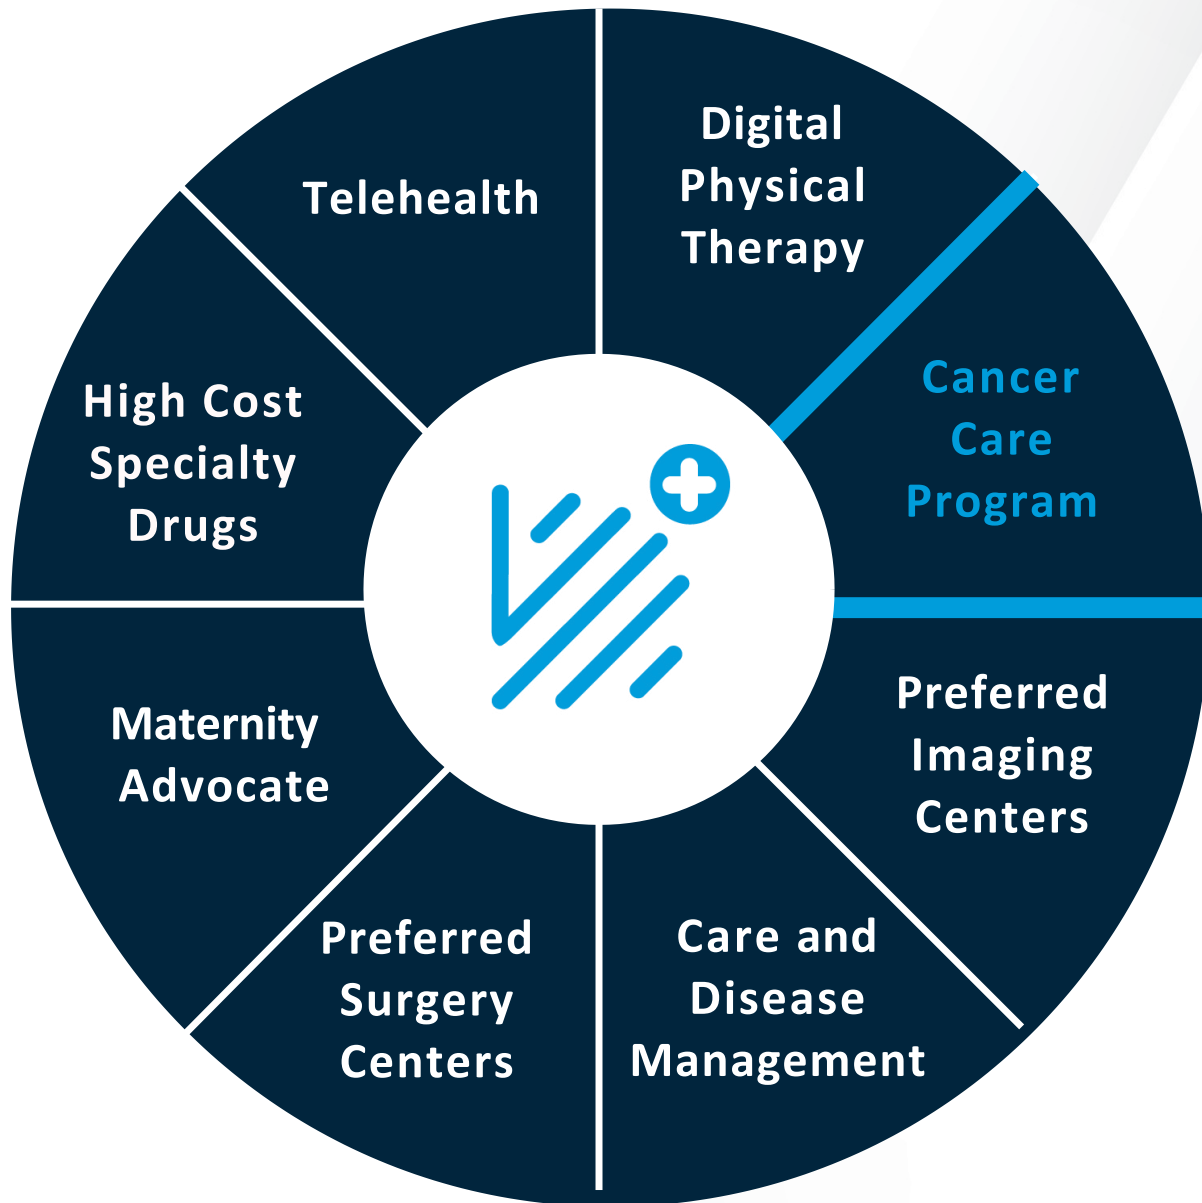 Digital
Physical
Therapy
Cancer
Care
Program
Preferred
Imaging
Centers
Care and
Disease
Management
Preferred
Surgery
Centers
Maternity
Advocate
High Cost
Specialty
Drugs
Telehealth